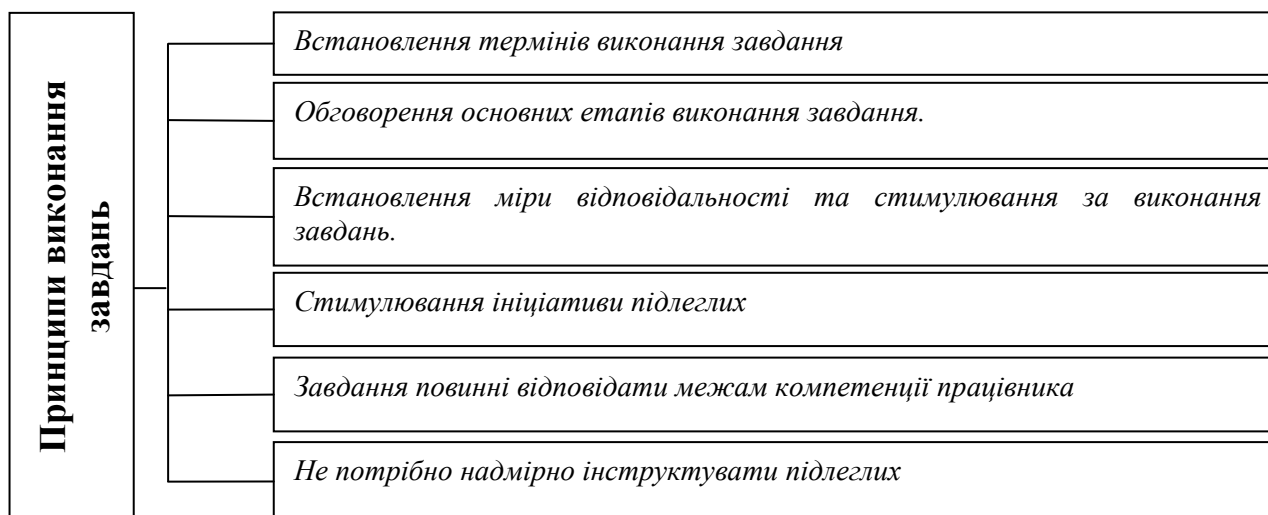 Принципи виконання
завдань
Встановлення термінів виконання завдання
Обговорення основних етапів виконання завдання.
Встановлення міри відповідальності та стимулювання за виконання
завдань.
Стимулювання ініціативи підлеглих
Завдання повинні відповідати межам компетенції працівника
Не потрібно надмірно інструктувати підлеглих